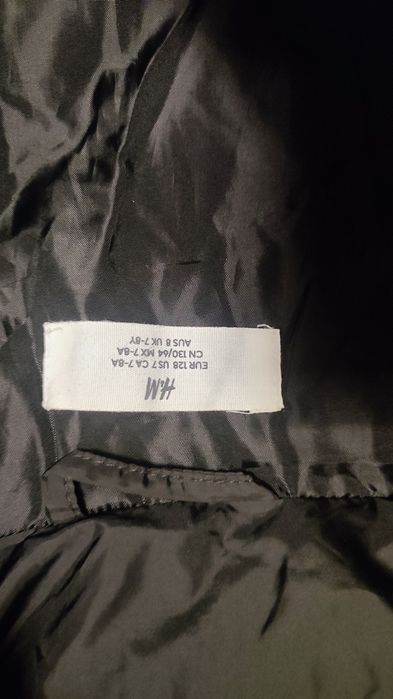 H&M
EUR 128 US7 CA 7-8A
CN 130/64 MX 7-8A
AUS 8 UK 7-8Y